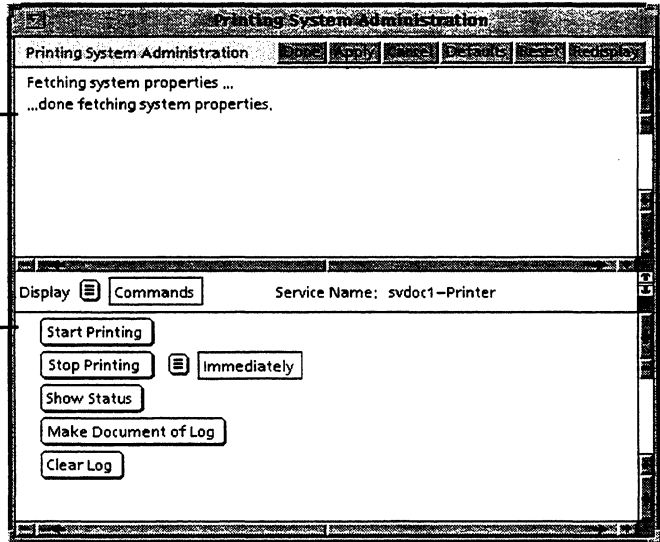 Printing System Administration
Printing System Administration Done Apply Cancel Defaults Reset Redisplay
Fetching system properties ...
...done fetching system properties.
Display Commands Service Name: svdoc1-Printer
Start Printing
Stop Printing Immediately
Show Status
Make Document of Log
Clear Log